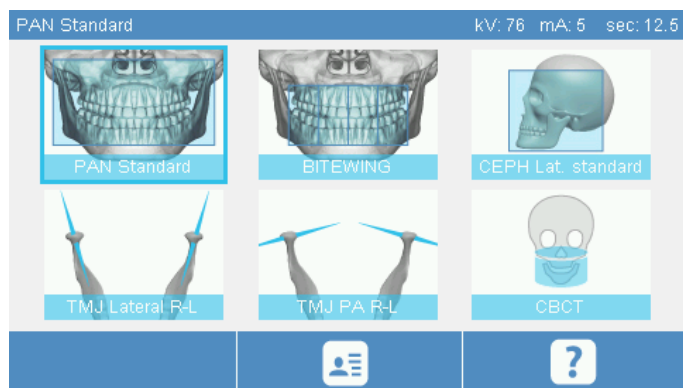 PAN Standard kV: 76 mA: 5 sec: 12.5
PAN Standard
BITEWING
CEPH Lat. standard
TMJ Lateral R-L
TMJ PA R-L
CBCT
?